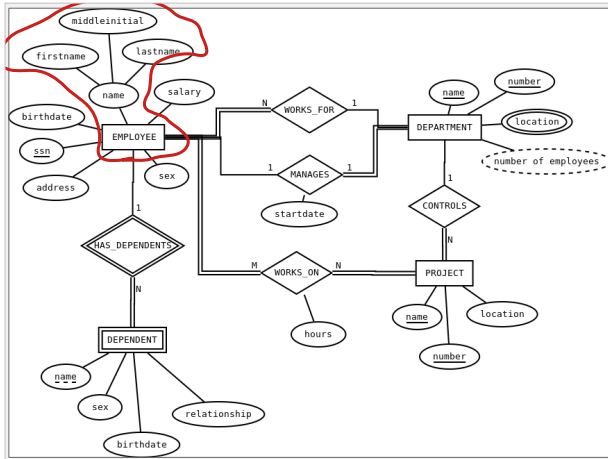 middleinitial
firstname
lastname
name
salary
birthdate
EMPLOYEE
ssn
address
sex
N
WORKS_FOR
1
name
number
DEPARTMENT
location
number of employees
1
MANAGES
1
startdate
1
CONTROLS
N
1
HAS_DEPENDENTS
N
M
WORKS_ON
N
hours
PROJECT
name
number
location
DEPENDENT
name
sex
birthdate
relationship